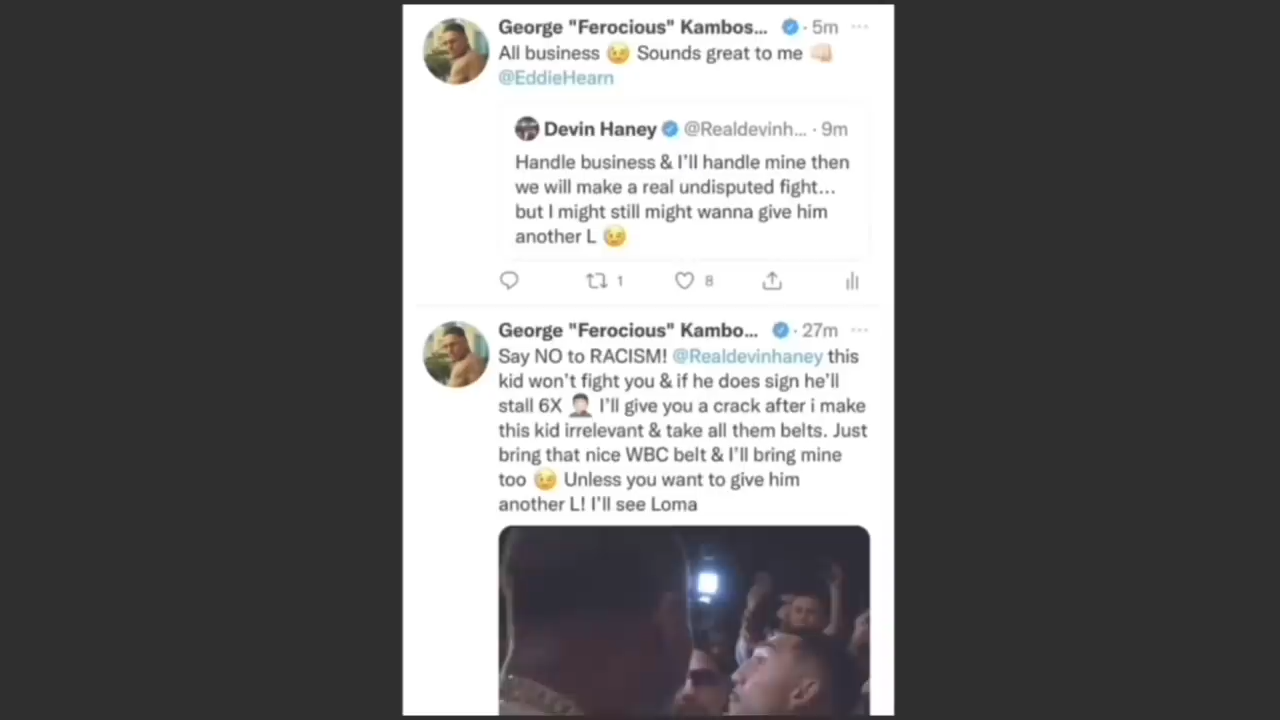 George "Ferocious" Kambos... · 5m ...
All business 😉 Sounds great to me 👊🏻
@EddieHearn
Devin Haney @Realdevinh... · 9m
Handle business & I'll handle mine then
we will make a real undisputed fight...
but I might still might wanna give him
another L 😉
1 8
George "Ferocious" Kambo... · 27m ...
Say NO to RACISM! @Realdevinhaney this
kid won't fight you & if he does sign he'll
stall 6X 🤦🏻‍♂️ I'll give you a crack after i make
this kid irrelevant & take all them belts. Just
bring that nice WBC belt & I'll bring mine
too 😉 Unless you want to give him
another L! I'll see Loma